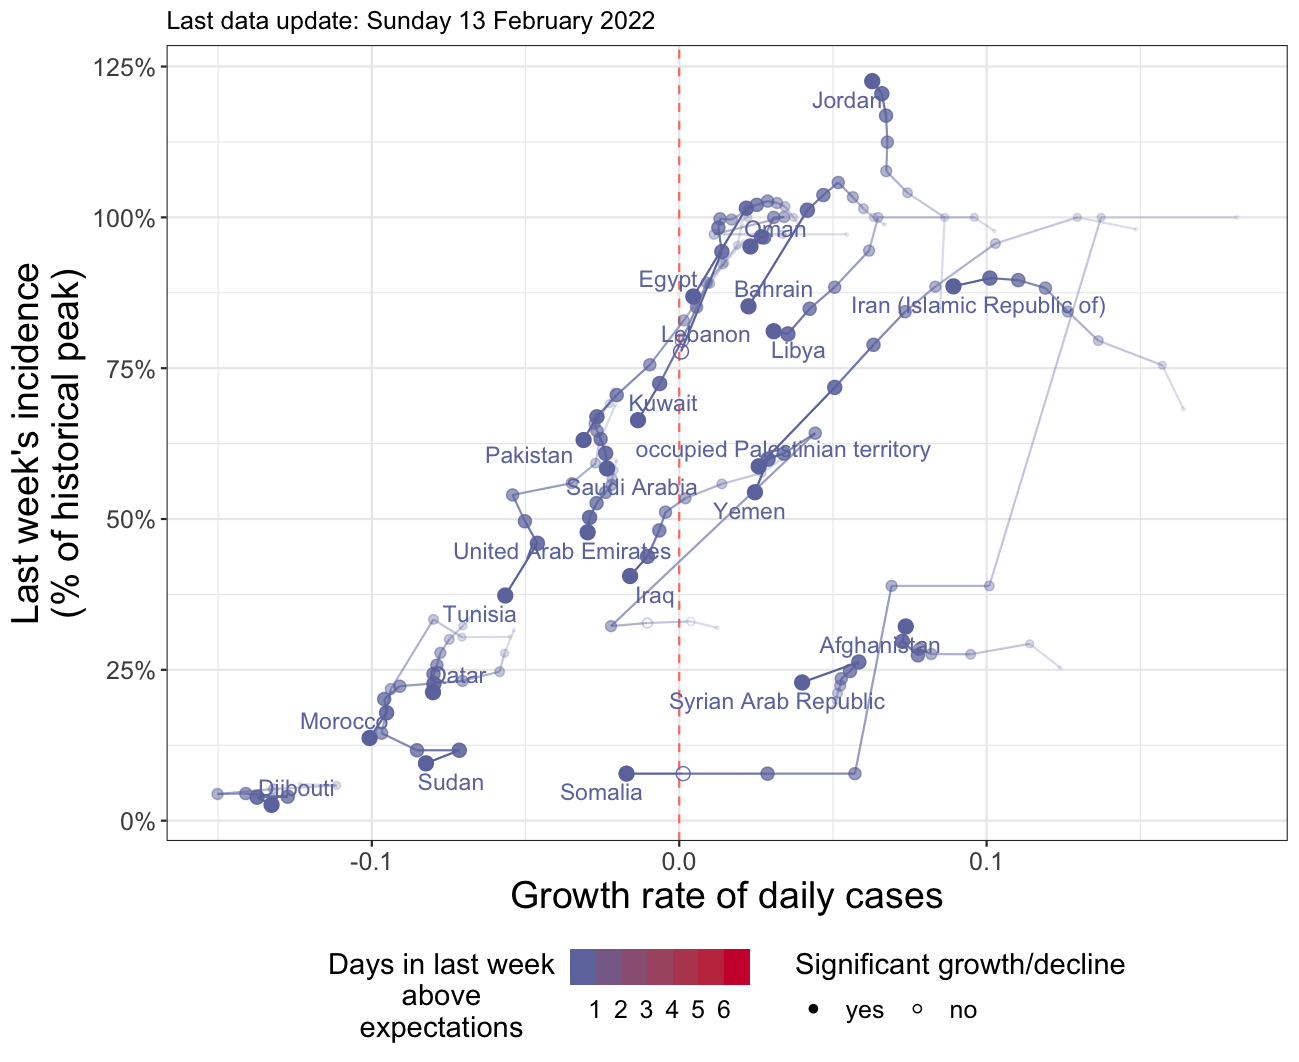 Last data update: Sunday 13 February 2022
Last week's incidence
(% of historical peak)
125%
100%
75%
50%
25%
0%
Jordan
Oman
Egypt
Bahrain
Iran (Islamic Republic of)
Lebanon
Libya
Kuwait
Pakistan
occupied Palestinian territory
Saudi Arabia
Yemen
United Arab Emirates
Iraq
Tunisia
Afghanistan
Qatar
Syrian Arab Republic
Morocco
Sudan
Djibouti
Somalia
-0.1
0.0
0.1
Growth rate of daily cases
Days in last week
above
expectations
1 2 3 4 5 6
Significant growth/decline
yes
no